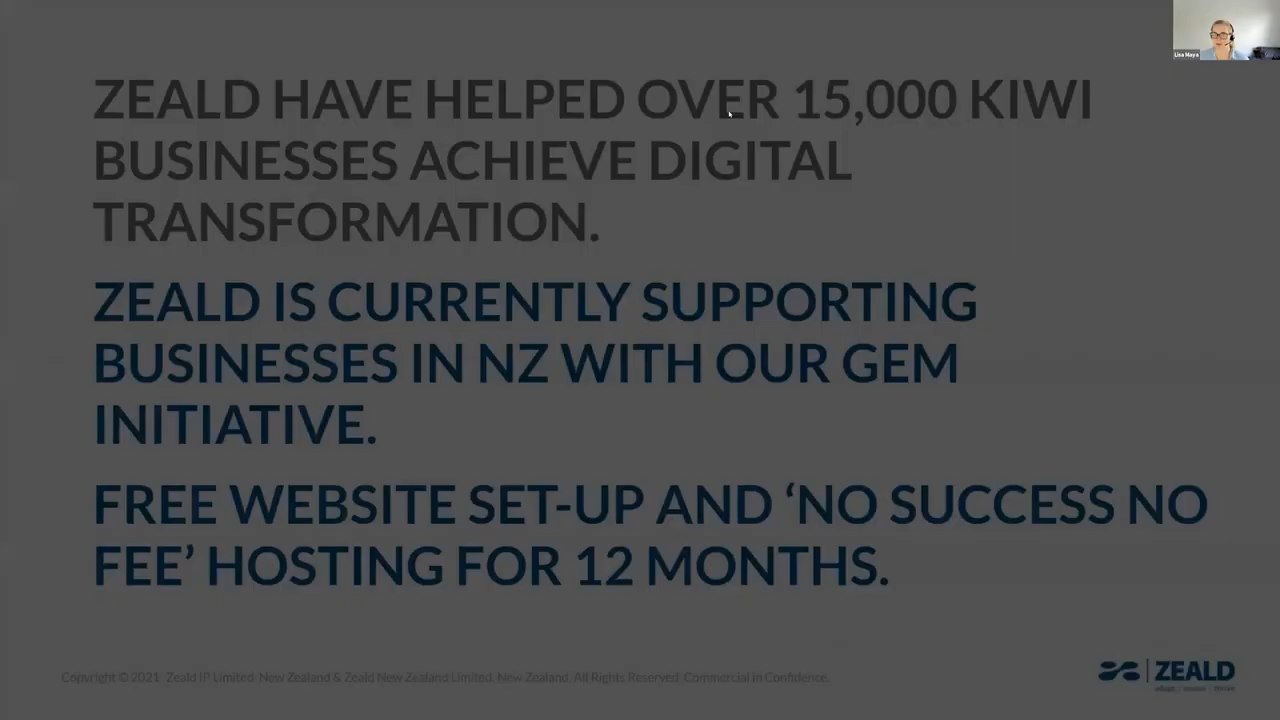 Lisa Maya
ZEALD HAVE HELPED OVER 15,000 KIWI
BUSINESSES ACHIEVE DIGITAL
TRANSFORMATION.
ZEALD IS CURRENTLY SUPPORTING
BUSINESSES IN NZ WITH OUR GEM
INITIATIVE.
FREE WEBSITE SET-UP AND ‘NO SUCCESS NO
FEE’ HOSTING FOR 12 MONTHS.
Copyright © 2021 Zeald IP Limited. New Zealand & Zeald New Zealand Limited. New Zealand. All Rights Reserved. Commercial In Confidence.
ZEALD